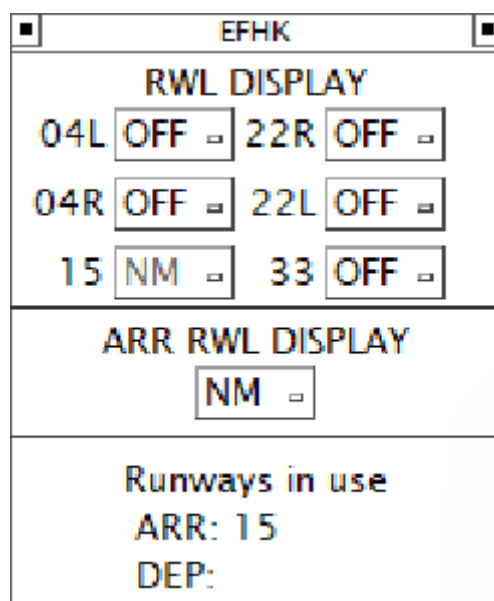 EFHK
RWL DISPLAY
04L OFF 22R OFF
04R OFF 22L OFF
15 NM 33 OFF
ARR RWL DISPLAY
NM
Runways in use
ARR: 15
DEP: